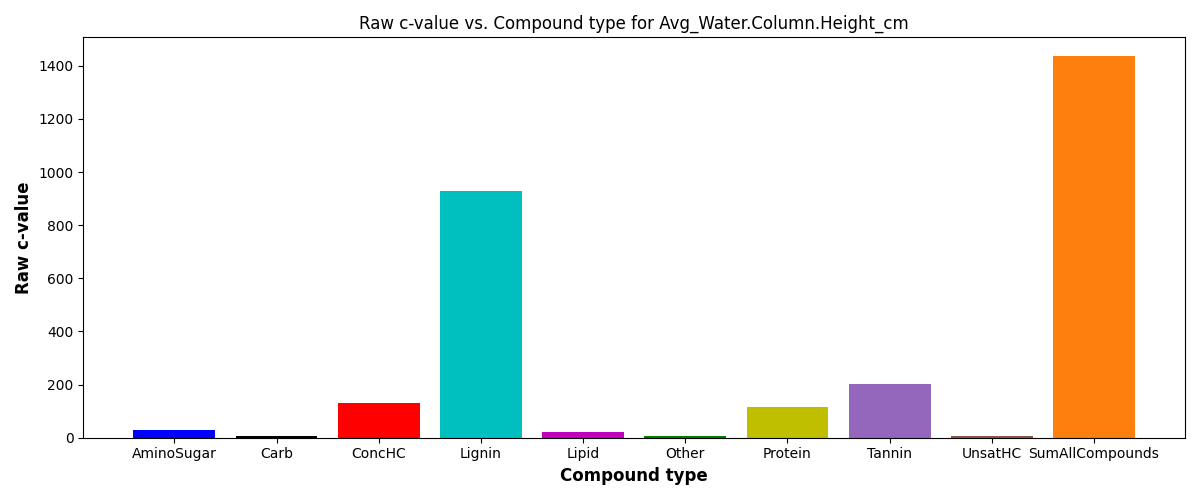 Raw c-value vs. Compound type for Avg_Water.Column.Height_cm
1400
1200
1000
800
600
400
200
0
Raw c-value
AminoSugar Carb ConcHC Lignin Lipid Other Protein Tannin UnsatHC SumAllCompounds
Compound type